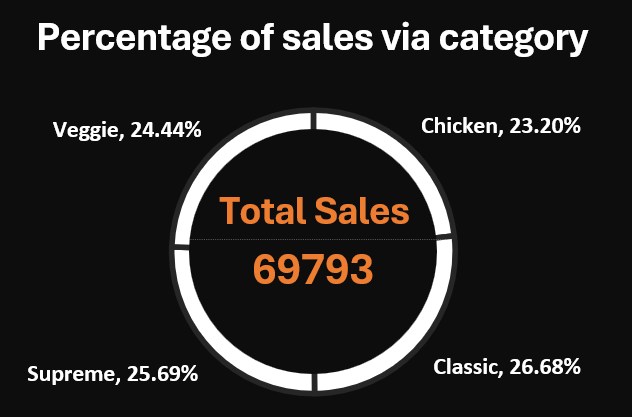 Percentage of sales via category
Veggie, 24.44%
Chicken, 23.20%
Total Sales
69793
Supreme, 25.69%
Classic, 26.68%